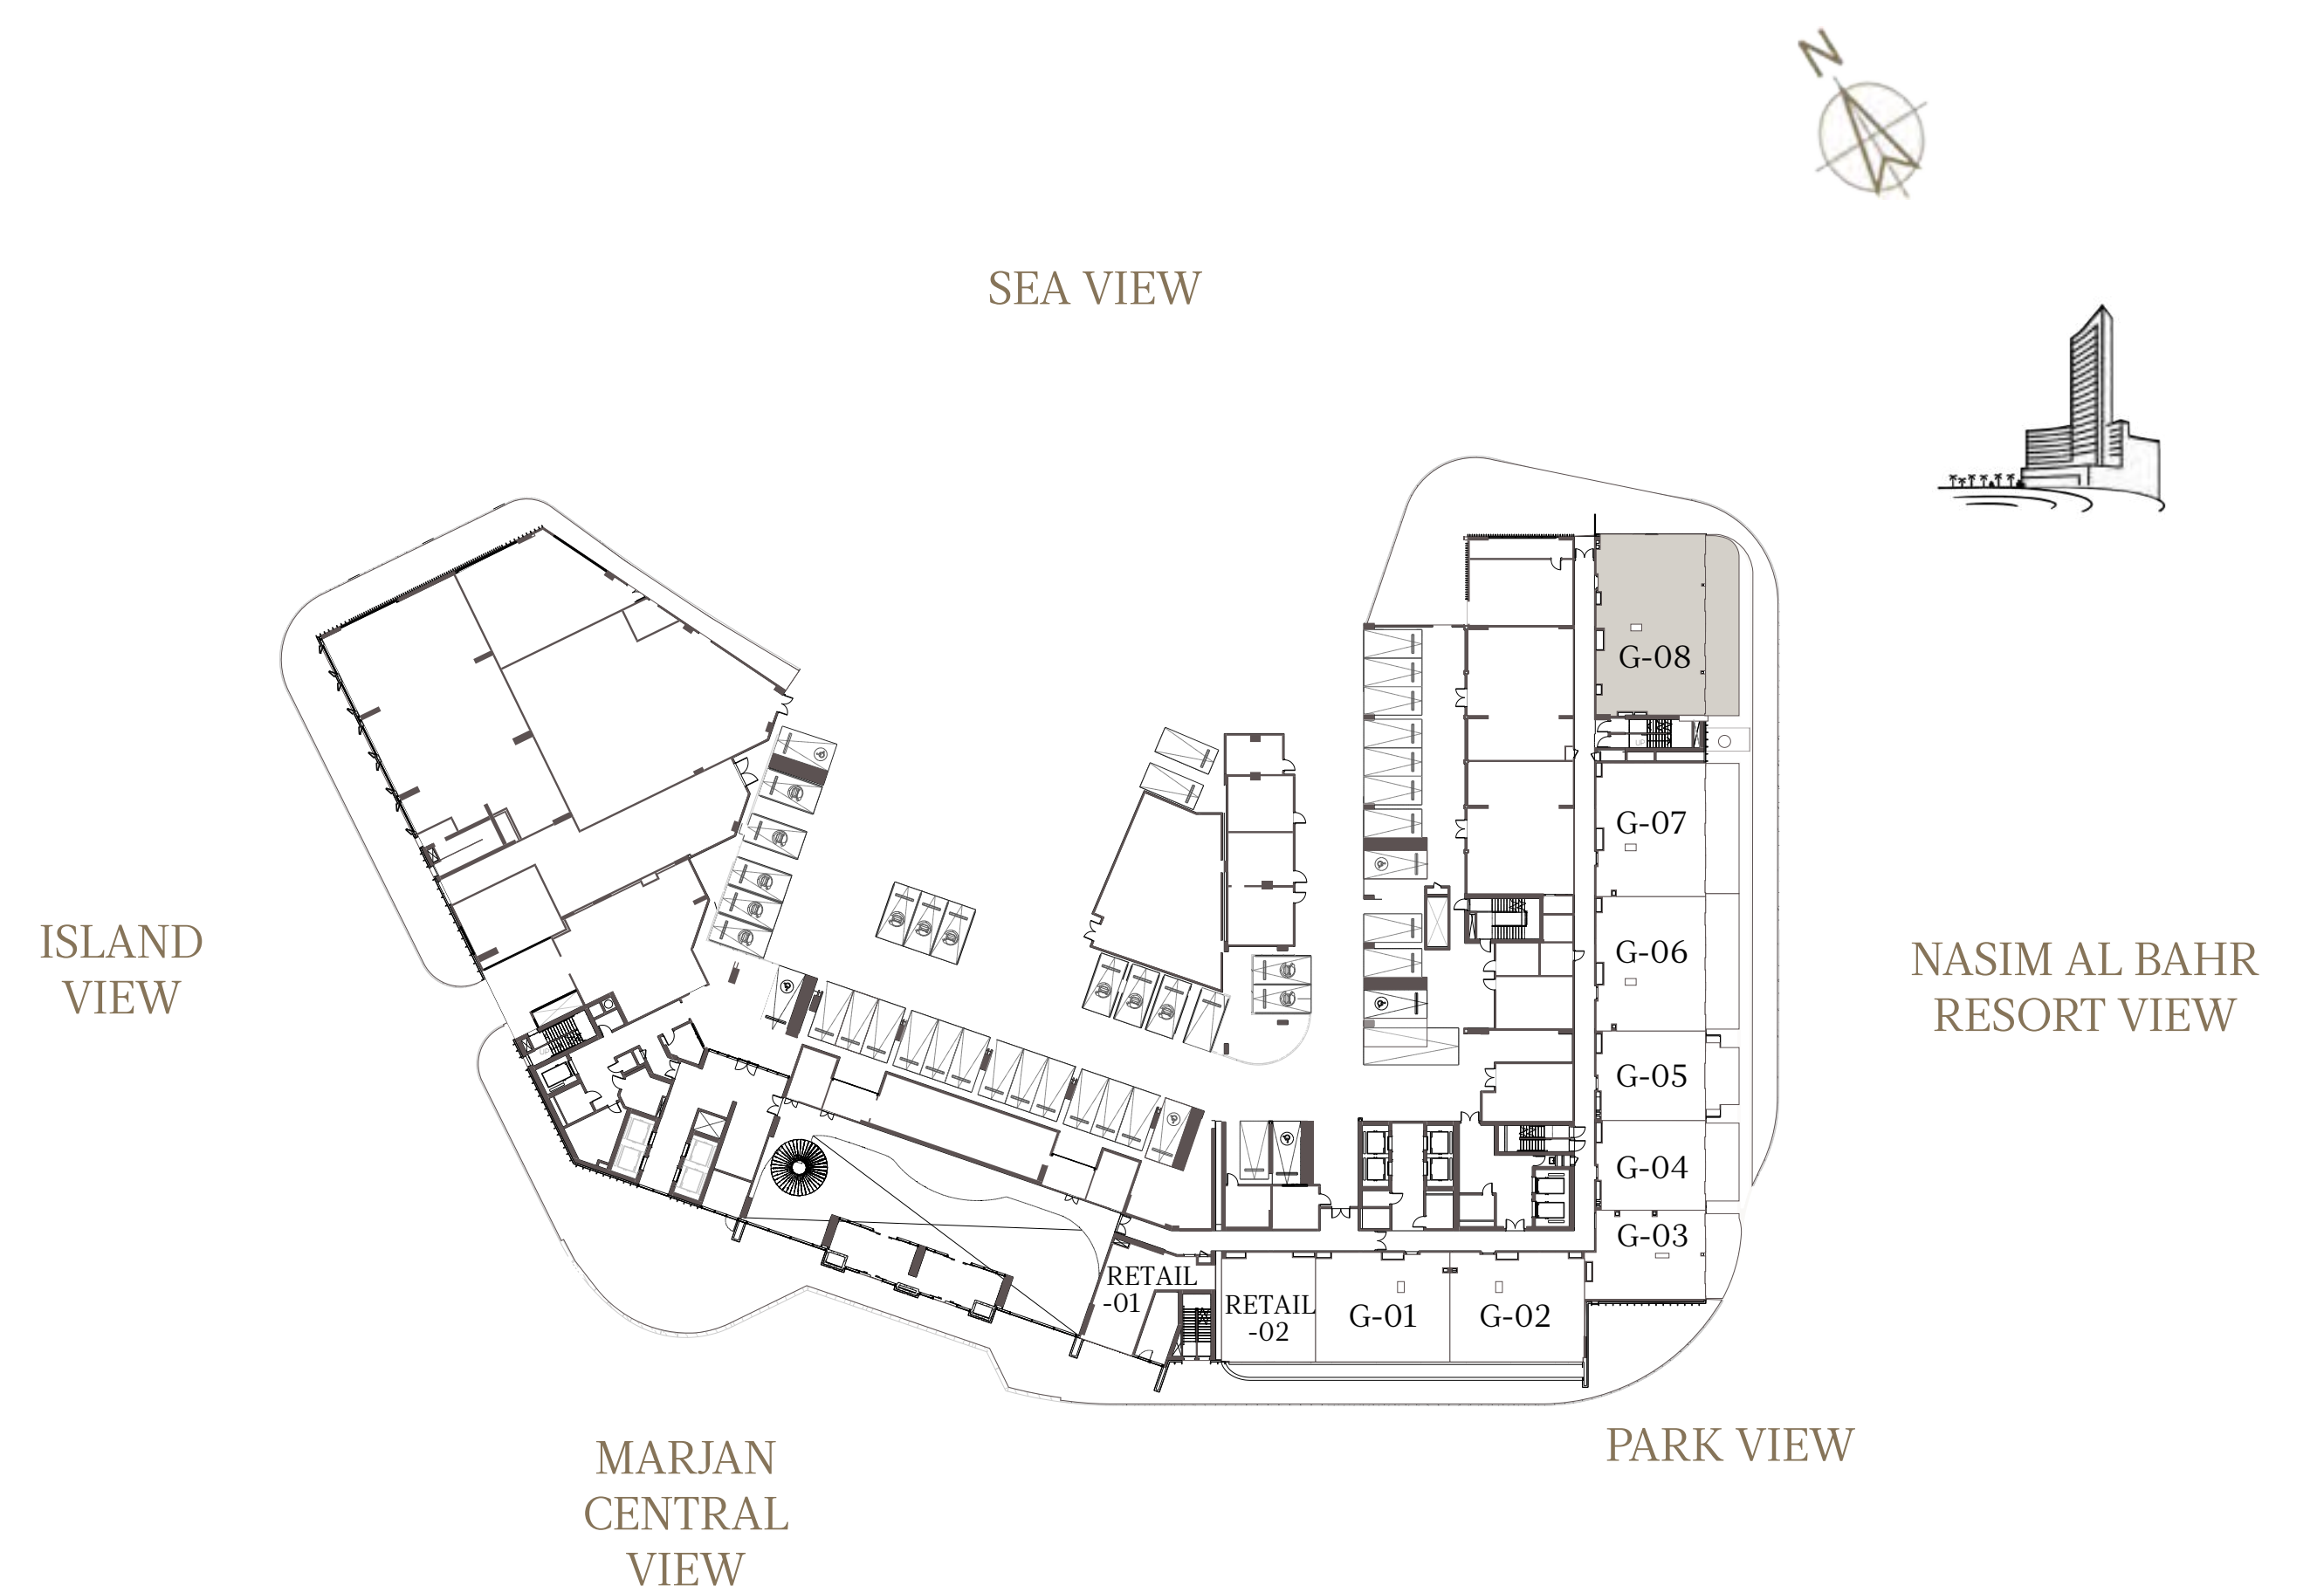 N
SEA VIEW
G-08
G-07
ISLAND
VIEW
G-06
NASIM AL BAHR
RESORT VIEW
G-05
G-04
G-03
RETAIL
-01
RETAIL
-02
G-01
G-02
PARK VIEW
MARJAN
CENTRAL
VIEW